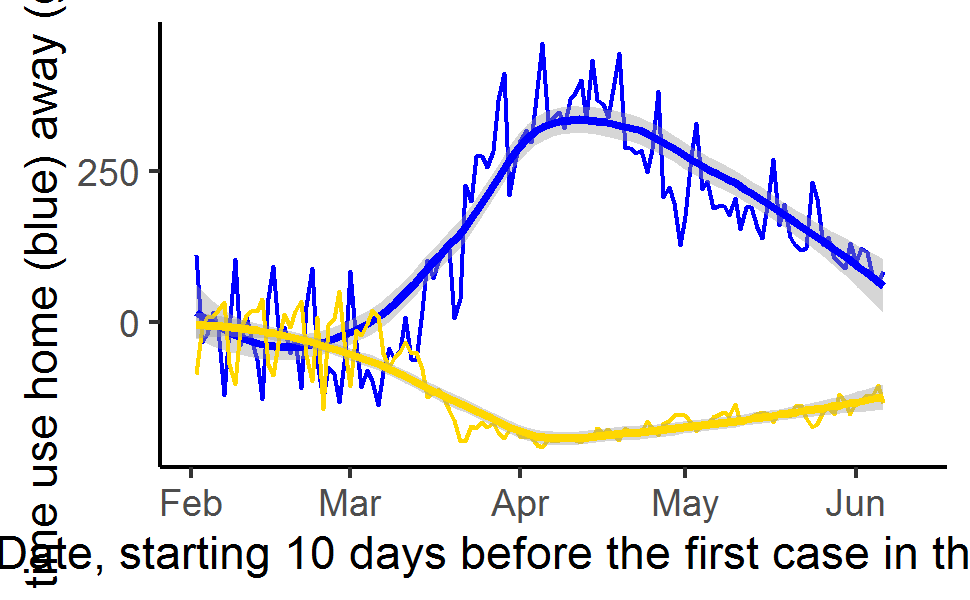 time use home (blue) away (
250
0
Feb Mar Apr May Jun
Date, starting 10 days before the first case in th